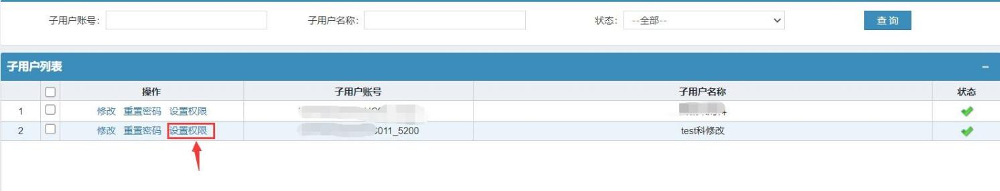 子用户账号： 子用户名称： 状态： --全部-- 查 询
子用户列表
操作 子用户账号 子用户名称 状态
1 修改 重置密码 设置权限
2 修改 重置密码 设置权限 011_5200 test科修改